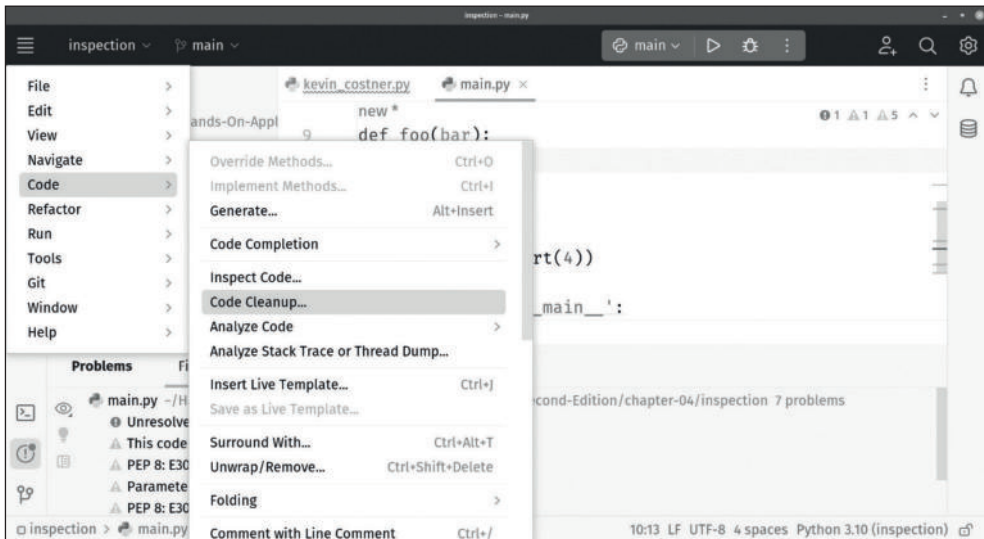 inspection – main.py
inspection main main
File
Edit
View
Navigate
Code
Refactor
Run
Tools
Git
Window
Help
kevin_costner.py main.py
ands-On-Appl
new *
1 1 5
9 def foo(bar):
Override Methods... Ctrl+O
Implement Methods... Ctrl+I
Generate... Alt+Insert
Code Completion
Inspect Code...
Code Cleanup...
Analyze Code
Analyze Stack Trace or Thread Dump...
Insert Live Template... Ctrl+J
Save as Live Template...
Surround With... Ctrl+Alt+T
Unwrap/Remove... Ctrl+Shift+Delete
Folding
Comment with Line Comment Ctrl+/
rt(4))
_main__':
Problems Fi
main.py ~/H
cond-Edition/chapter-04/inspection 7 problems
Unresolve
This code
PEP 8: E30
Paramete
PEP 8: E30
inspection > main.py
10:13 LF UTF-8 4 spaces Python 3.10 (inspection)